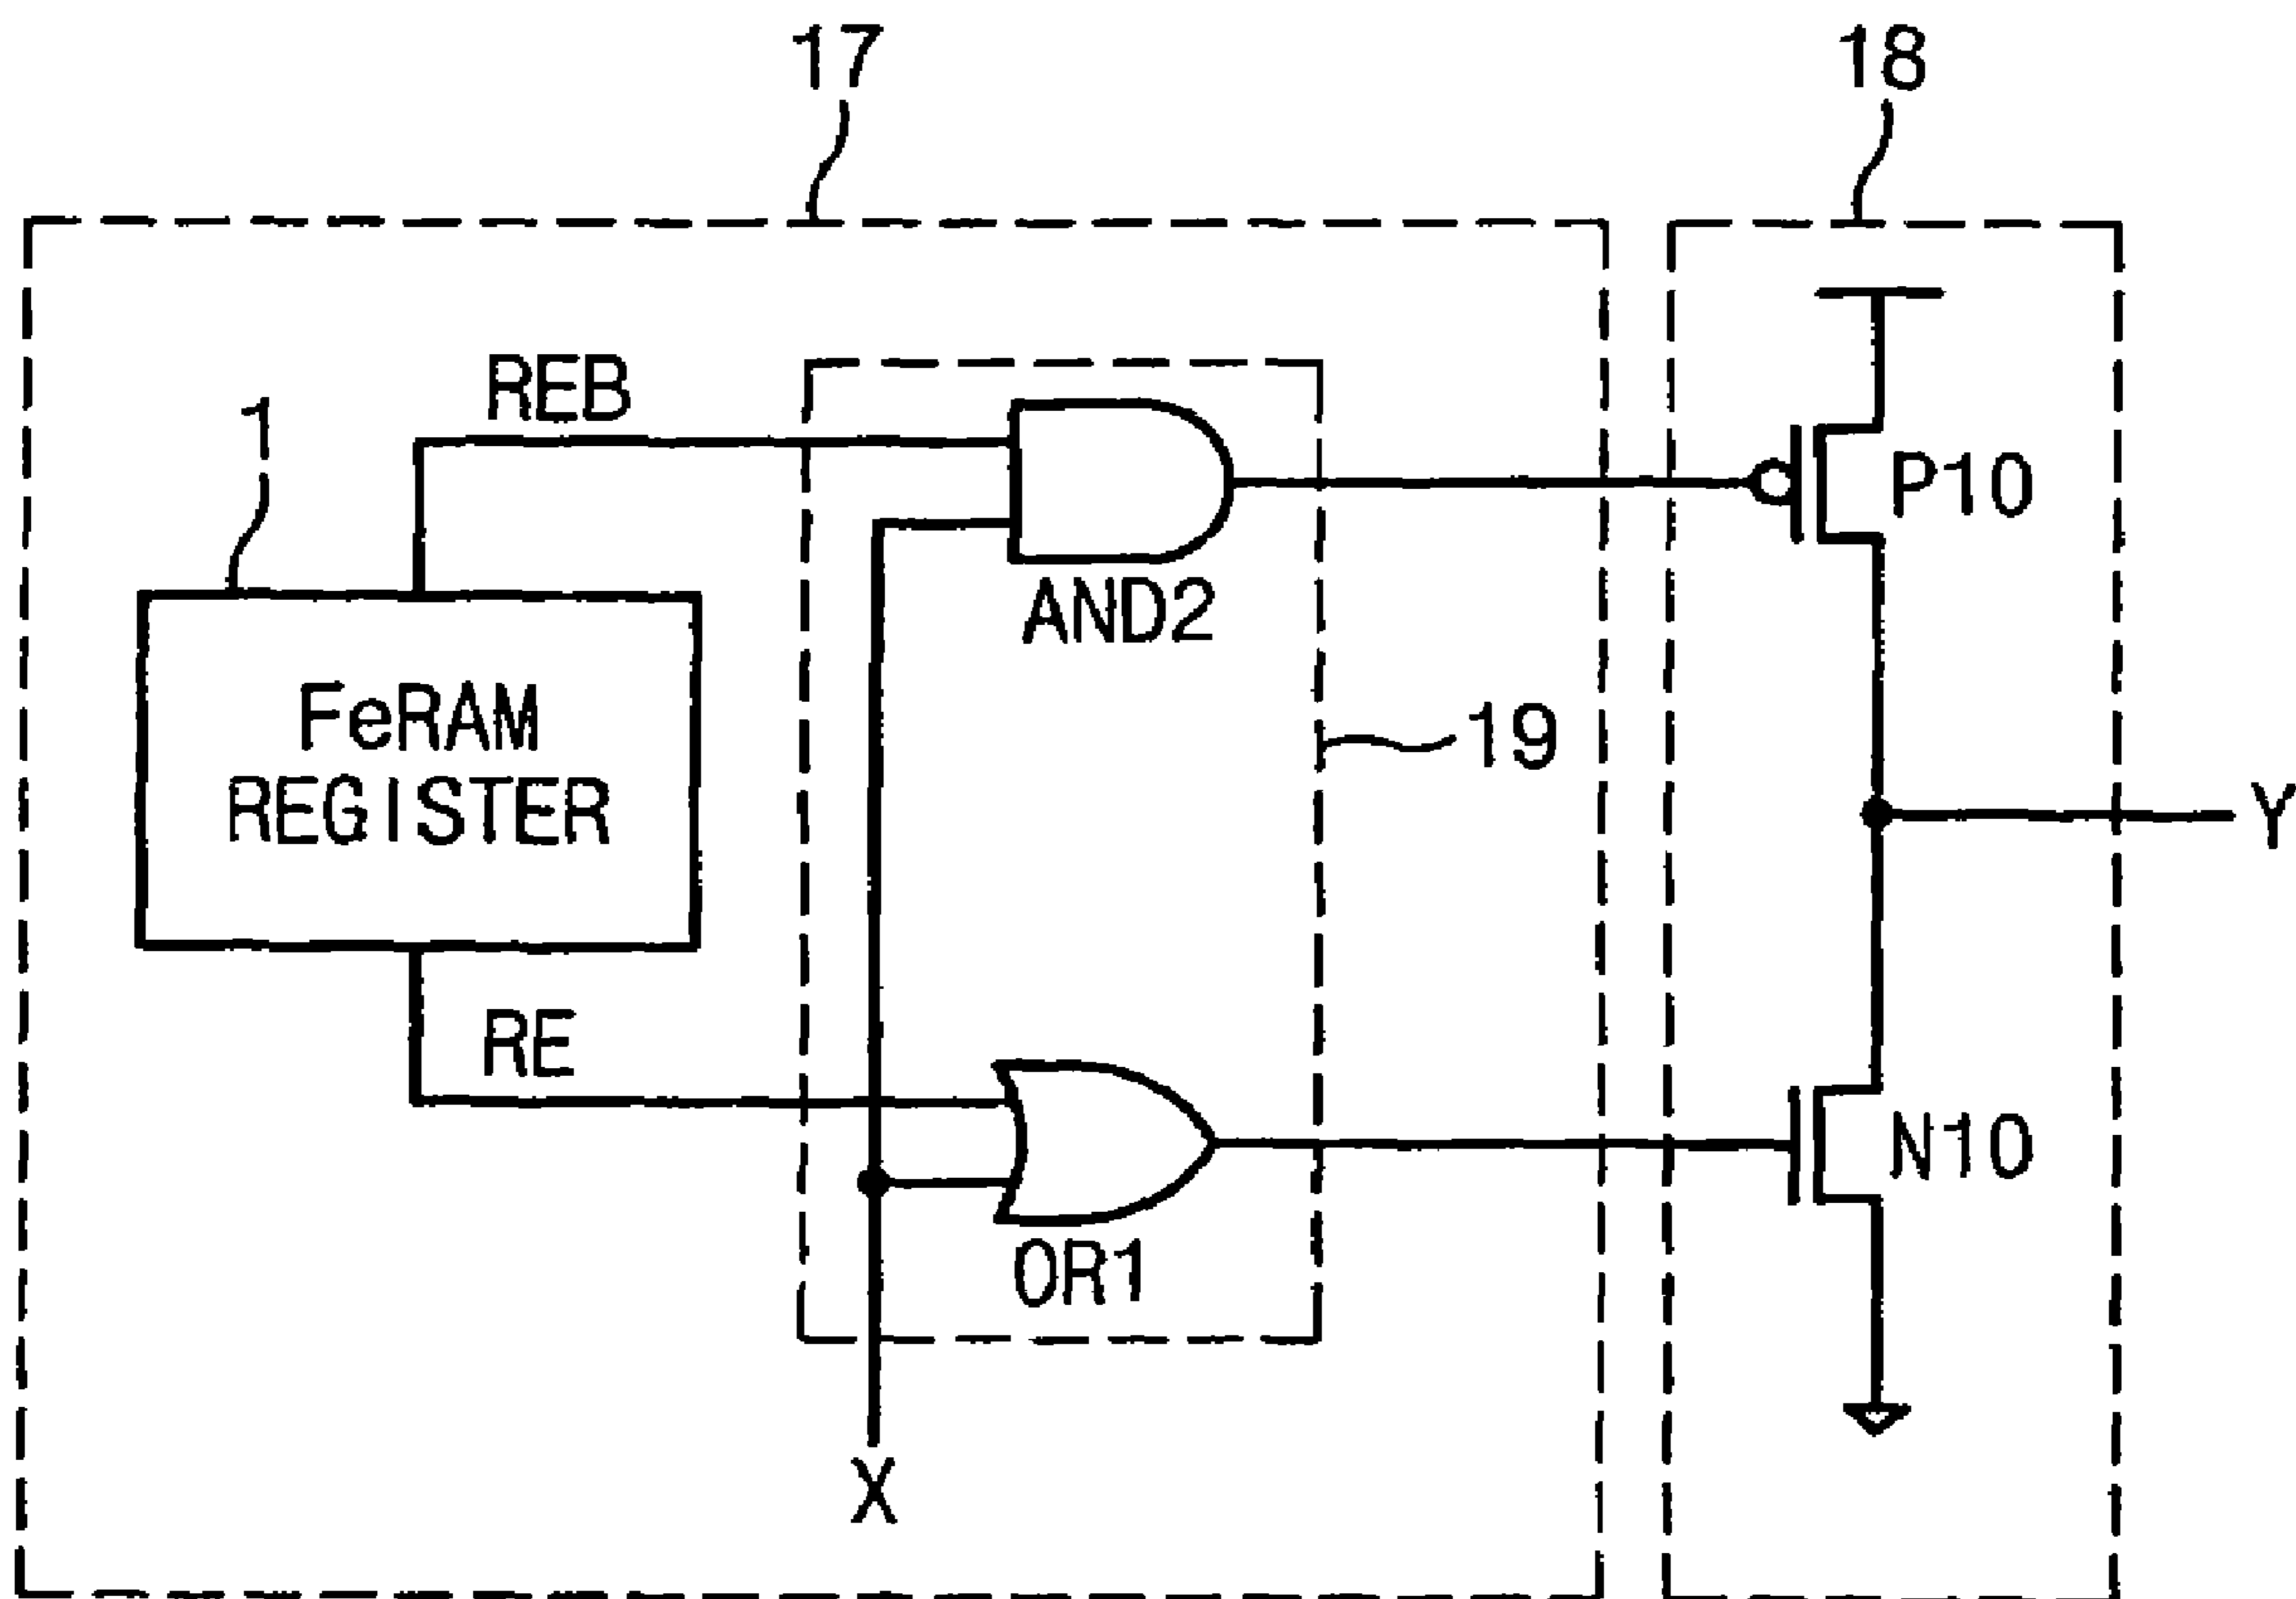 17
18
REB
1
P10
AND2
FeRAM
REGISTER
19
Y
RE
N10
OR1
X